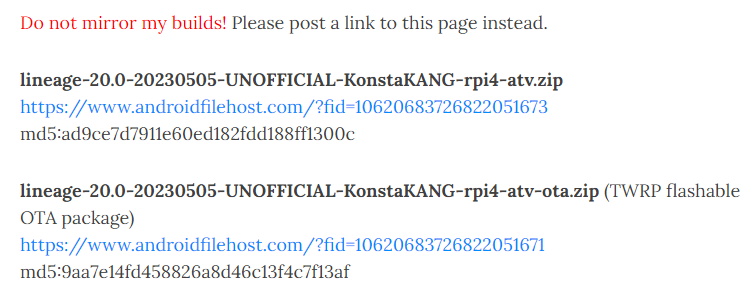 Do not mirror my builds! Please post a link to this page instead.
lineage-20.0-20230505-UNOFFICIAL-KonstaKANG-rpi4-atv.zip
https://www.androidfilehost.com/?fid=10620683726822051673
md5:ad9ce7d7911e60ed182fdd188ff1300c
lineage-20.0-20230505-UNOFFICIAL-KonstaKANG-rpi4-atv-ota.zip (TWRP flashable
OTA package)
https://www.androidfilehost.com/?fid=10620683726822051671
md5:9aa7e14fd458826a8d46c13f4c7f13af